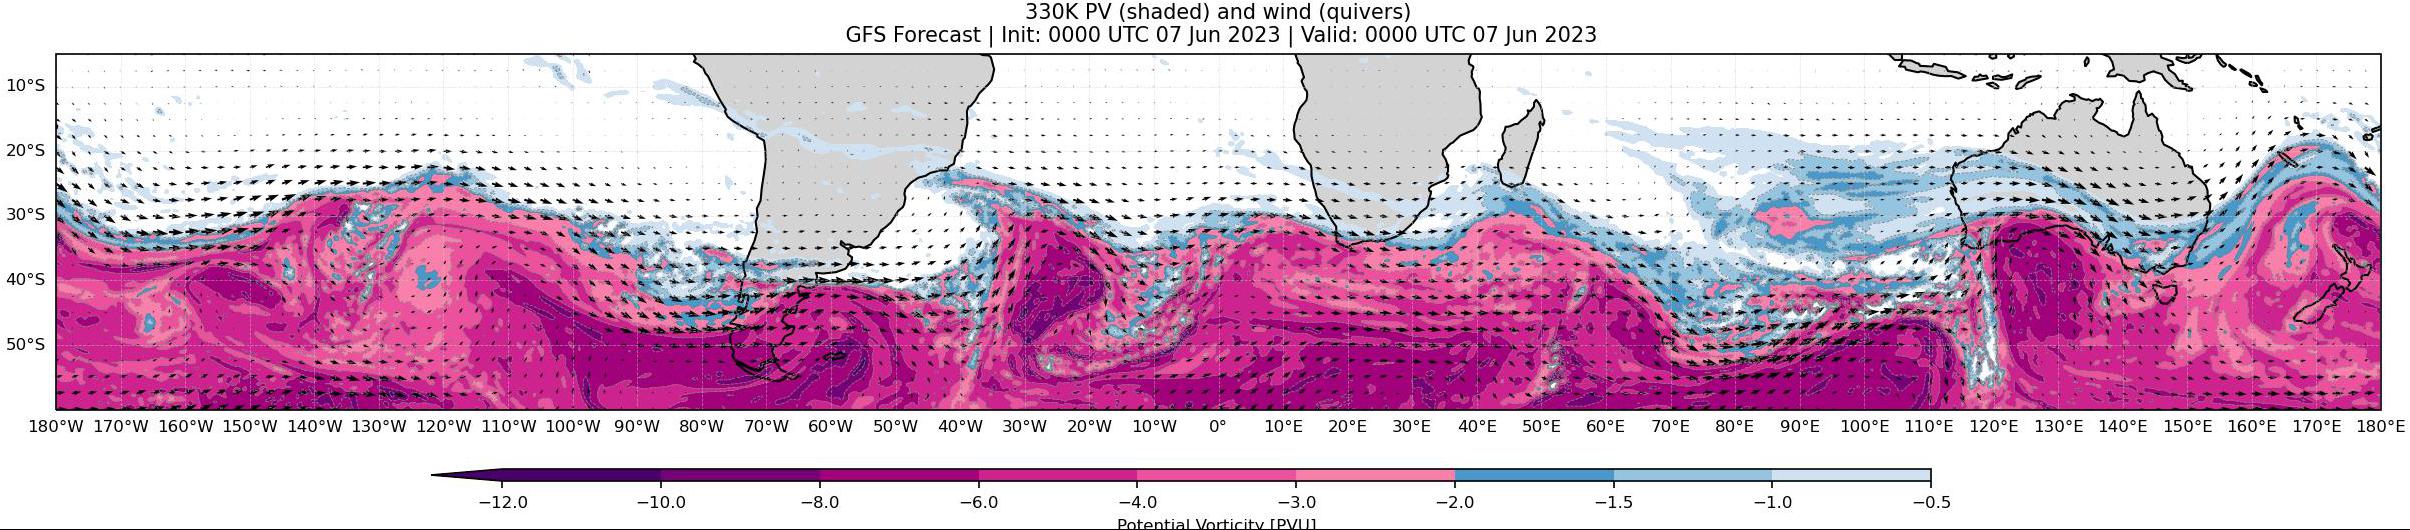 330K PV (shaded) and wind (quivers)
GFS Forecast | Init: 0000 UTC 07 Jun 2023 | Valid: 0000 UTC 07 Jun 2023
10°S
20°S
30°S
40°S
50°S
180°W 170°W 160°W 150°W 140°W 130°W 120°W 110°W 100°W 90°W 80°W 70°W 60°W 50°W 40°W 30°W 20°W 10°W 0° 10°E 20°E 30°E 40°E 50°E 60°E 70°E 80°E 90°E 100°E 110°E 120°E 130°E 140°E 150°E 160°E 170°E 180°E
−12.0 −10.0 −8.0 −6.0 −4.0 −3.0 −2.0 −1.5 −1.0 −0.5
Potential Vorticity [PVU]